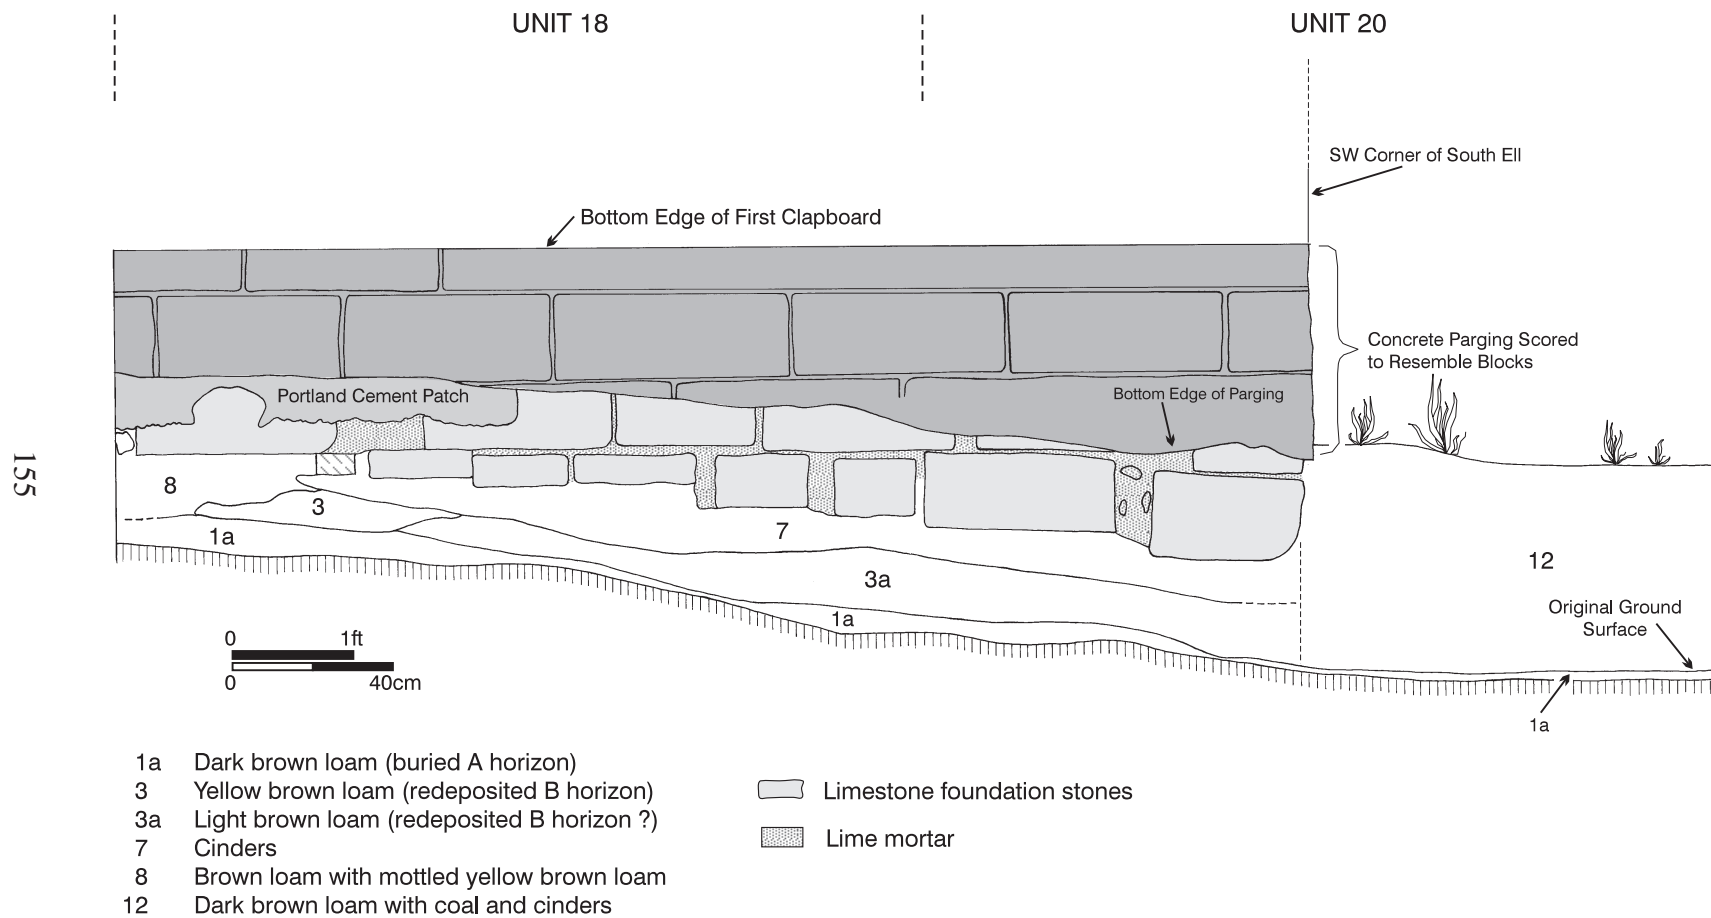 UNIT 18
UNIT 20
SW Corner of South Ell
Bottom Edge of First Clapboard
Concrete Parging Scored
to Resemble Blocks
Portland Cement Patch
Bottom Edge of Parging
155
8
3
7
1a
3a
12
1a
Original Ground
Surface
0 1ft
0 40cm
1a
1a Dark brown loam (buried A horizon)
3 Yellow brown loam (redeposited B horizon)
3a Light brown loam (redeposited B horizon ?)
7 Cinders
8 Brown loam with mottled yellow brown loam
12 Dark brown loam with coal and cinders
Limestone foundation stones
Lime mortar